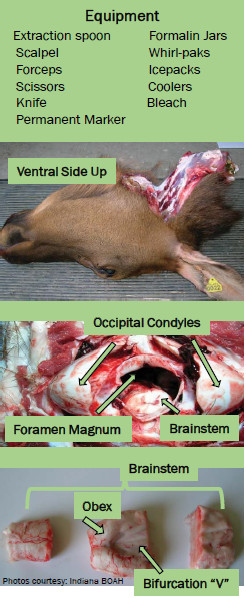 Equipment
Extraction spoon Formalin Jars
Scalpel Whirl-paks
Forceps Icepacks
Scissors Coolers
Knife Bleach
Permanent Marker
Ventral Side Up
Occipital Condyles
Foramen Magnum Brainstem
Brainstem
Obex
Photos courtesy: Indiana BOAH
Bifurcation “V”